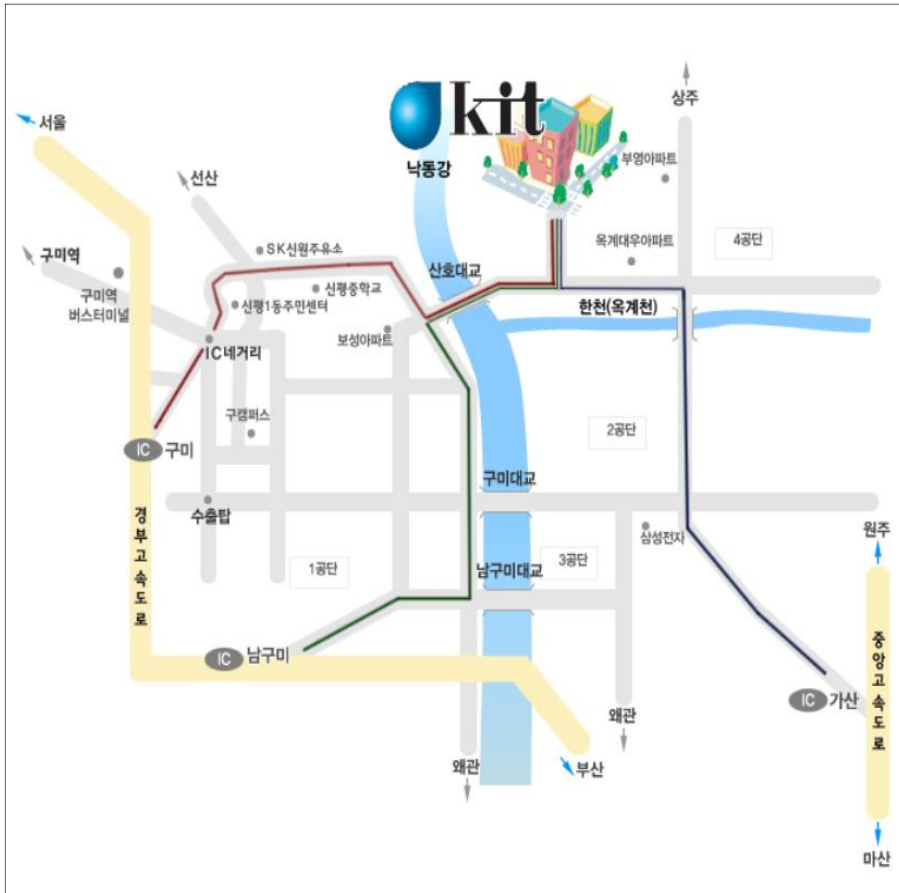 kit
상주
서울
낙동강
부영아파트
선산
4공단
SK신원주유소
옥계대우아파트
구미역
산호대교
신평중학교
구미역
버스터미널
신평1동주민센터
한천(옥계천)
보성아파트
IC네거리
구캠퍼스
2공단
IC 구미
구미대교
수출탑
경부고속도로
삼성전자
원주
1공단
남구미대교
3공단
IC 남구미
중앙고속도로
IC 가산
왜관
왜관
부산
마산